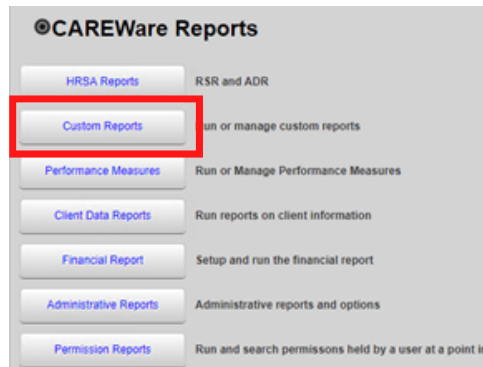 CAREWare Reports
HRSA Reports RSR and ADR
Custom Reports un or manage custom reports
Performance Measures Run or Manage Performance Measures
Client Data Reports Run reports on client information
Financial Report Setup and run the financial report
Administrative Reports Administrative reports and options
Permission Reports Run and search permissons held by a user at a point i